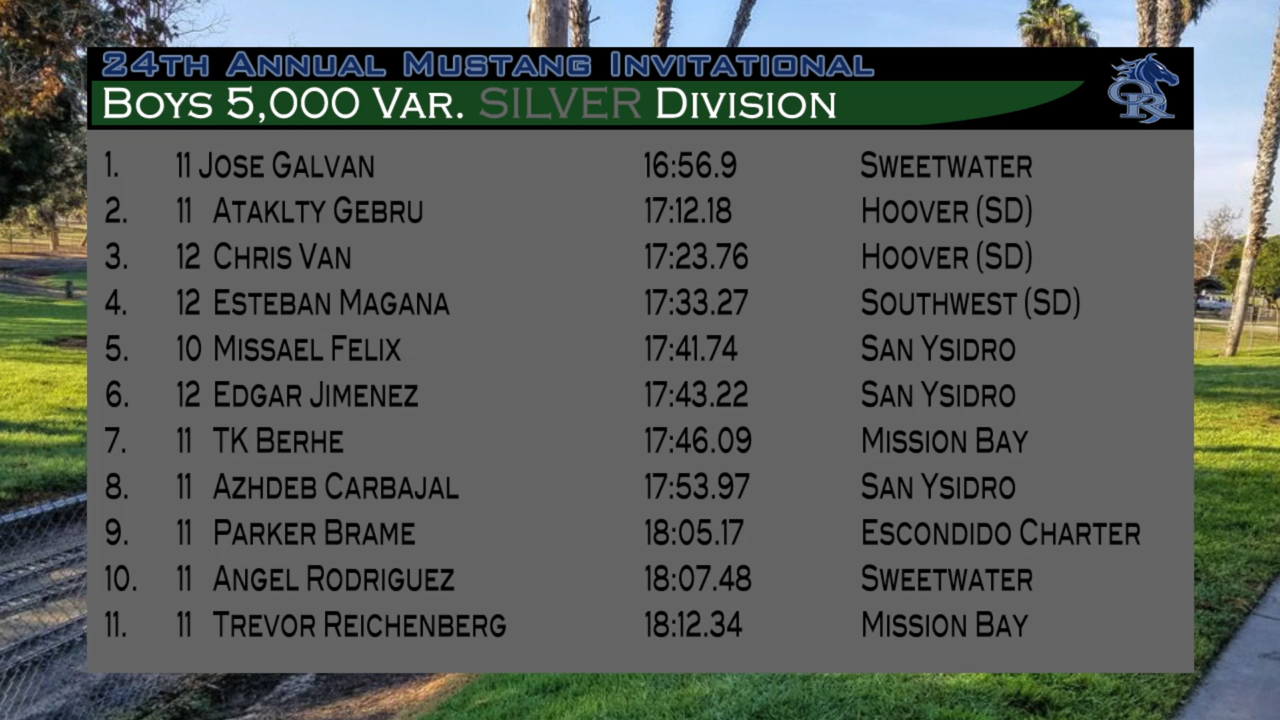 24TH ANNUAL MUSTANG INVITATIONAL
BOYS 5,000 VAR. SILVER DIVISION
1. 11 JOSE GALVAN 16:56.9 SWEETWATER
2. 11 ATAKLTY GEBRU 17:12.18 HOOVER (SD)
3. 12 CHRIS VAN 17:23.76 HOOVER (SD)
4. 12 ESTEBAN MAGANA 17:33.27 SOUTHWEST (SD)
5. 10 MISSAEL FELIX 17:41.74 SAN YSIDRO
6. 12 EDGAR JIMENEZ 17:43.22 SAN YSIDRO
7. 11 TK BERHE 17:46.09 MISSION BAY
8. 11 AZHDEB CARBAJAL 17:53.97 SAN YSIDRO
9. 11 PARKER BRAME 18:05.17 ESCONDIDO CHARTER
10. 11 ANGEL RODRIGUEZ 18:07.48 SWEETWATER
11. 11 TREVOR REICHENBERG 18:12.34 MISSION BAY